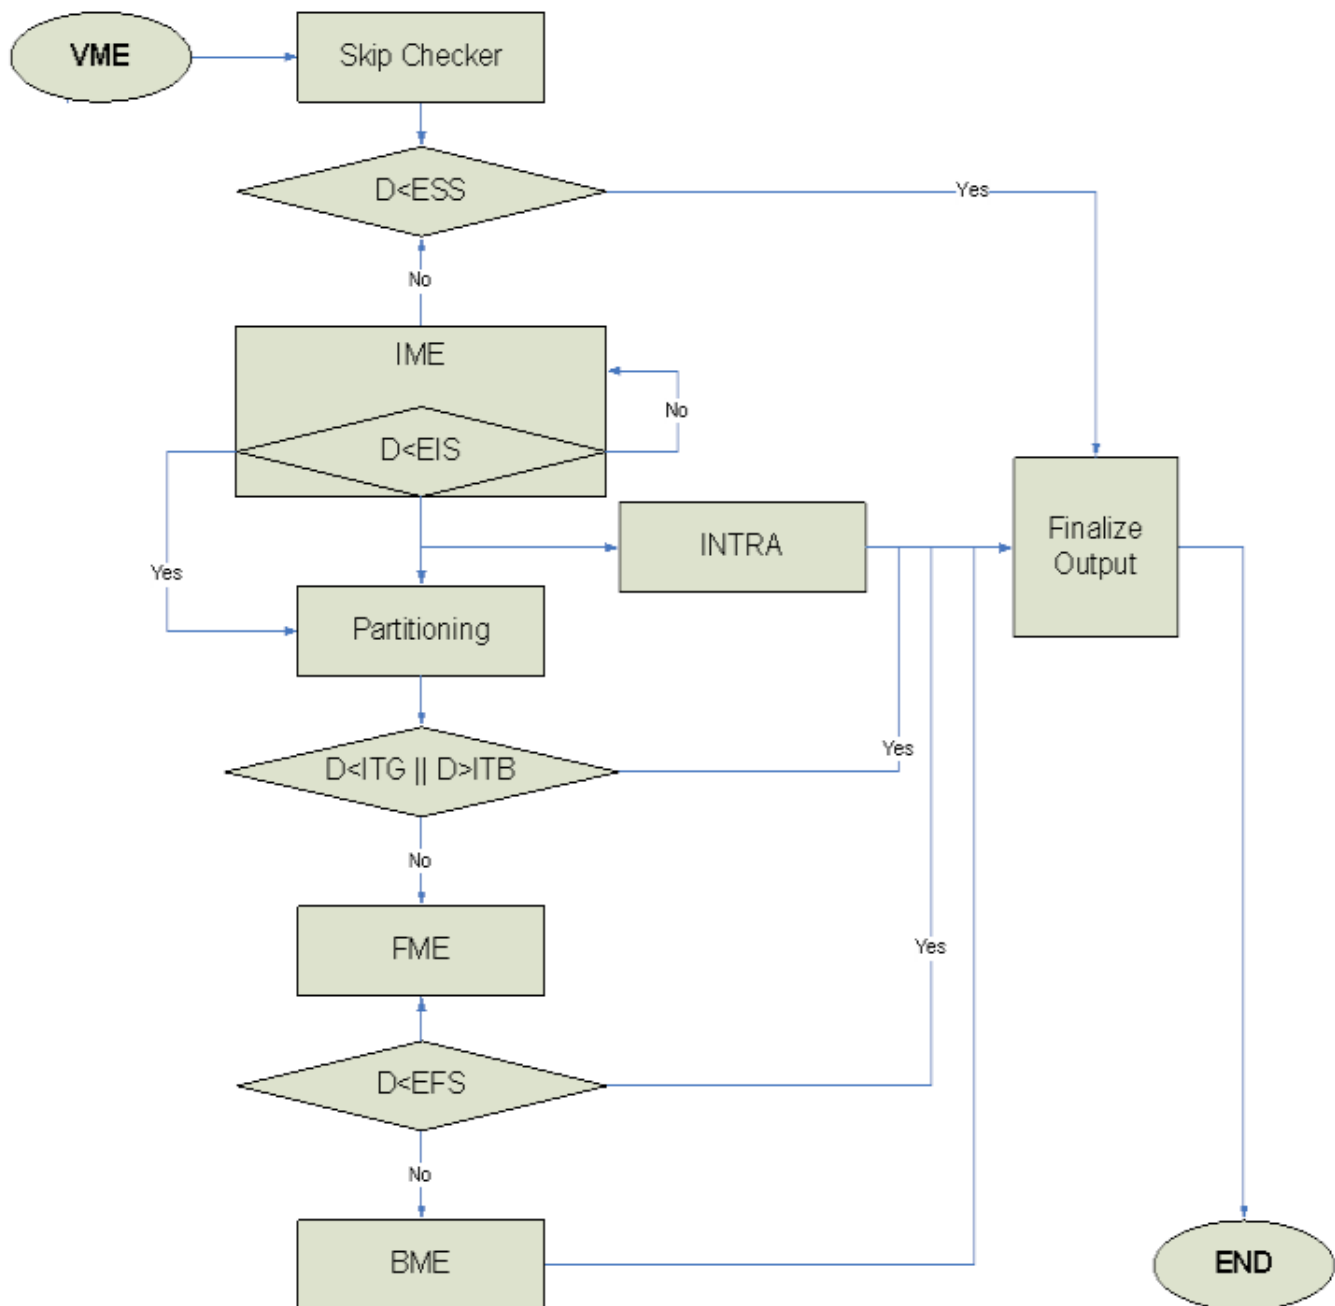 VME
Skip Checker
D<ESS
Yes
No
IME
No
D<EIS
Yes
INTRA
Finalize
Output
Partitioning
D<ITG || D>ITB
Yes
No
FME
Yes
D<EFS
No
BME
END